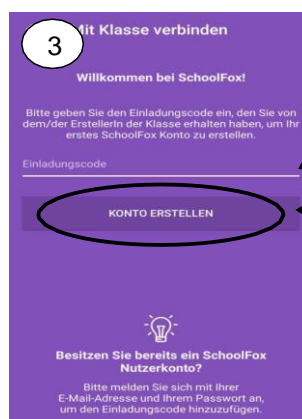 3
Mit Klasse verbinden
Willkommen bei SchoolFox!
Bitte geben Sie den Einladungscode ein, den Sie von
dem/der ErstellerIn der Klasse erhalten haben, um Ihr
erstes SchoolFox Konto zu erstellen.
Einladungscode
KONTO ERSTELLEN
Besitzen Sie bereits ein SchoolFox
Nutzerkonto?
Bitte melden Sie sich mit Ihrer
E-Mail-Adresse und Ihrem Passwort an,
um den Einladungscode hinzuzufügen.